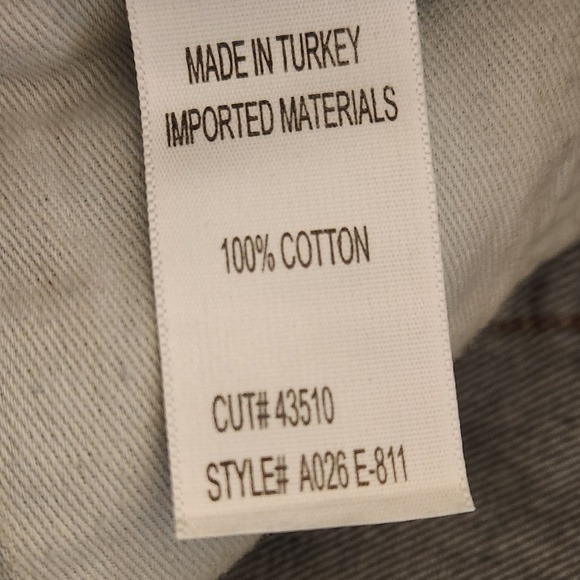 MADE IN TURKEY
IMPORTED MATERIALS
100% COTTON
CUT# 43510
STYLE# A026 E-811